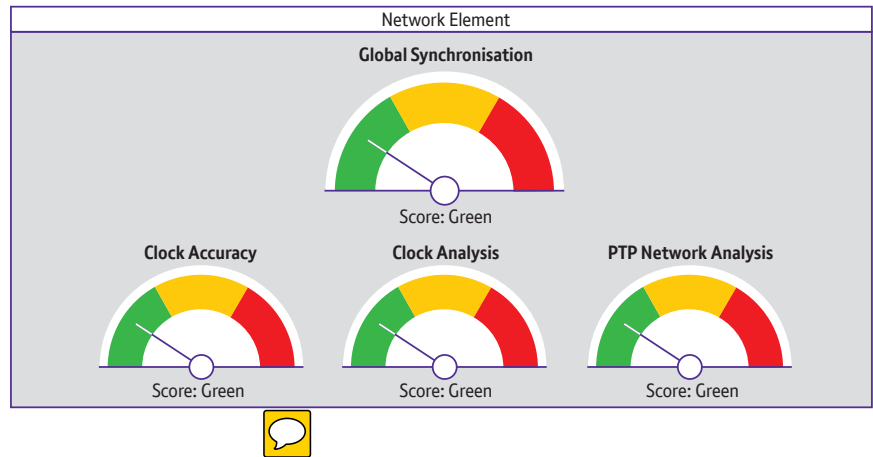 Network Element
Global Synchronisation
Score: Green
Clock Accuracy
Clock Analysis
PTP Network Analysis
Score: Green
Score: Green
Score: Green